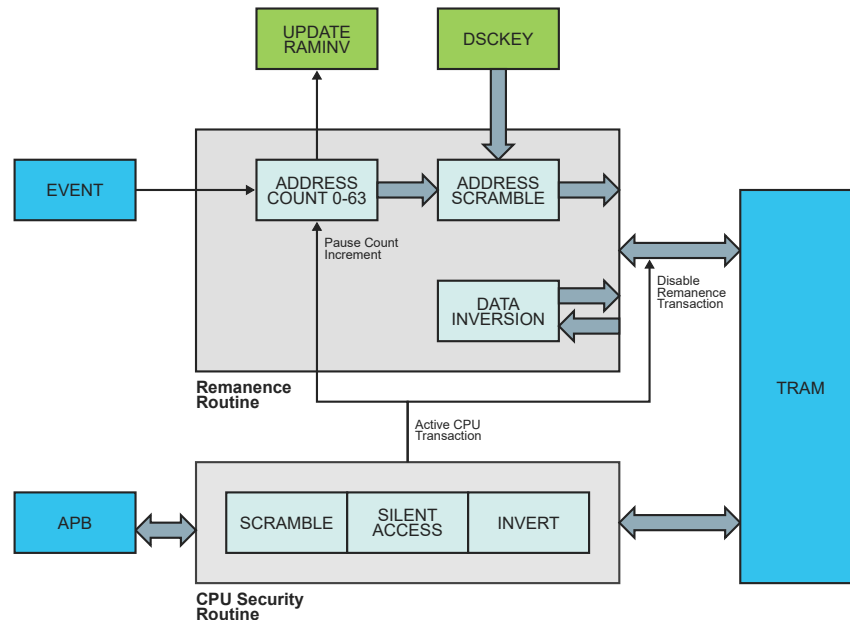 UPDATE
RAMINV
DSCKEY
EVENT
ADDRESS
COUNT 0-63
ADDRESS
SCRAMBLE
Pause Count
Increment
DATA
INVERSION
Disable
Remanence
Transaction
TRAM
Remanence
Routine
Active CPU
Transaction
APB
SCRAMBLE
SILENT
ACCESS
INVERT
CPU Security
Routine